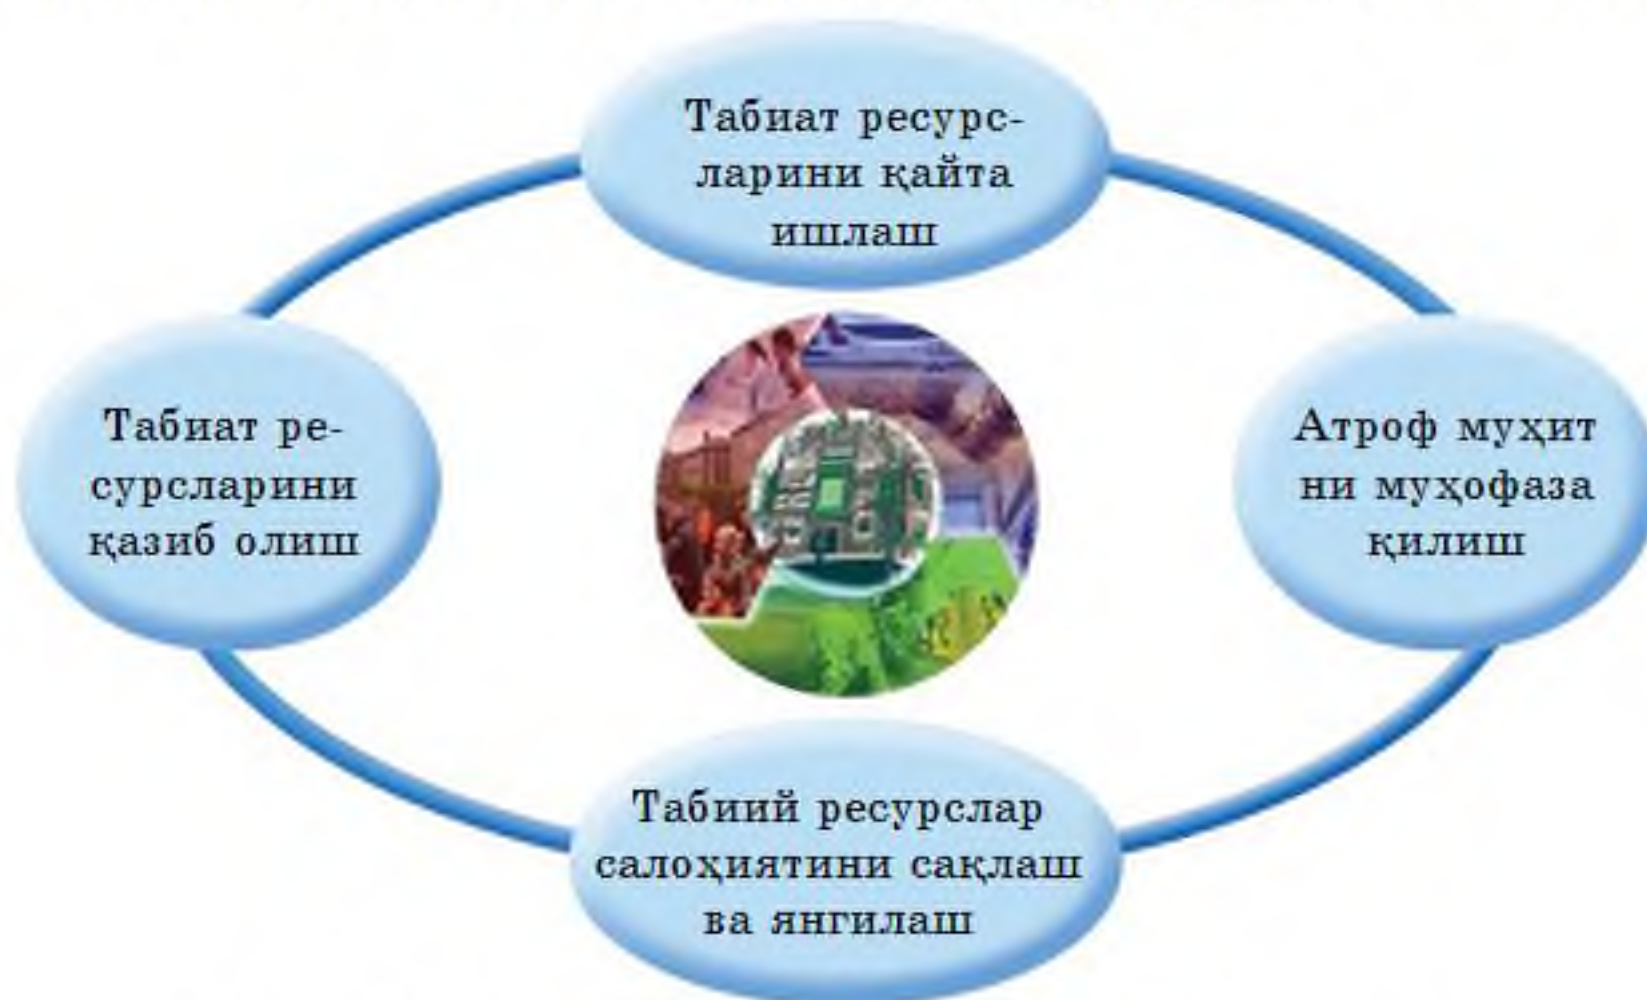 Табиат ресурс-
ларини қайта
ишлаш
Табиат ре-
сурсларини
қазиб олиш
Атроф муҳит
ни муҳофаза
қилиш
Табиий ресурслар
салоҳиятини сақлаш
ва янгилаш